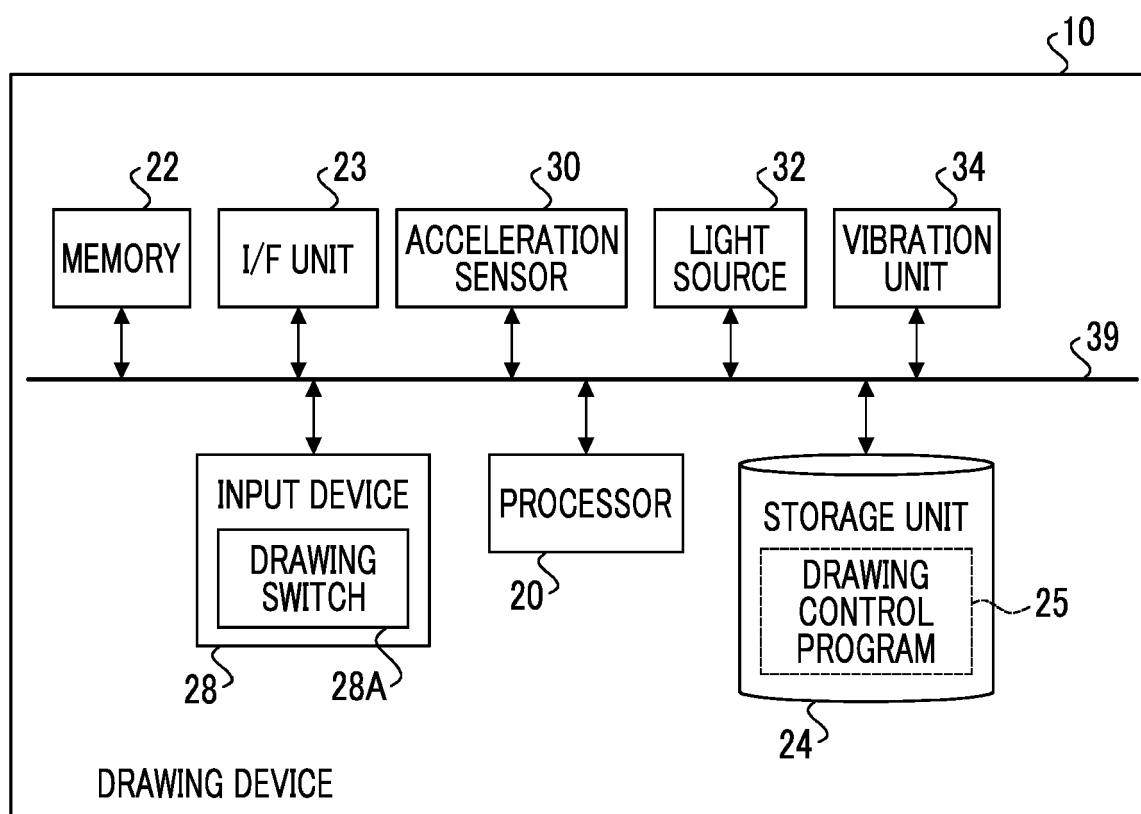 10
22
23
30
32
34
MEMORY
I/F UNIT
ACCELERATION
SENSOR
LIGHT
SOURCE
VIBRATION
UNIT
39
INPUT DEVICE
DRAWING
SWITCH
28
28A
PROCESSOR
20
STORAGE UNIT
DRAWING
CONTROL
PROGRAM
25
24
DRAWING DEVICE